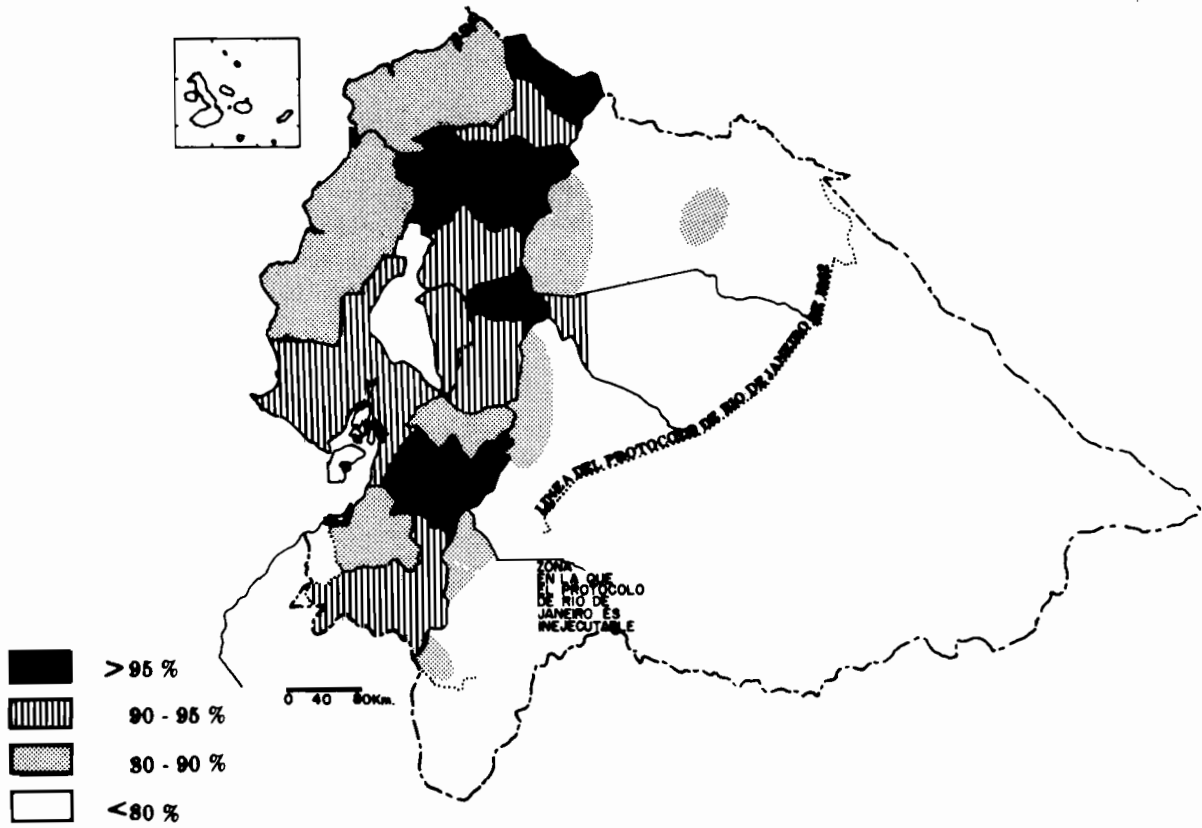 LINEA DEL PROTOCOLO DE RIO DE JANEIRO DE
ZONA
EN LA QUE
EL PROTOCOLO
DE RIO DE
JANEIRO ES
INEJECUTABLE
> 95 %
90 - 95 %
80 - 90 %
< 80 %
0 40 80Km.